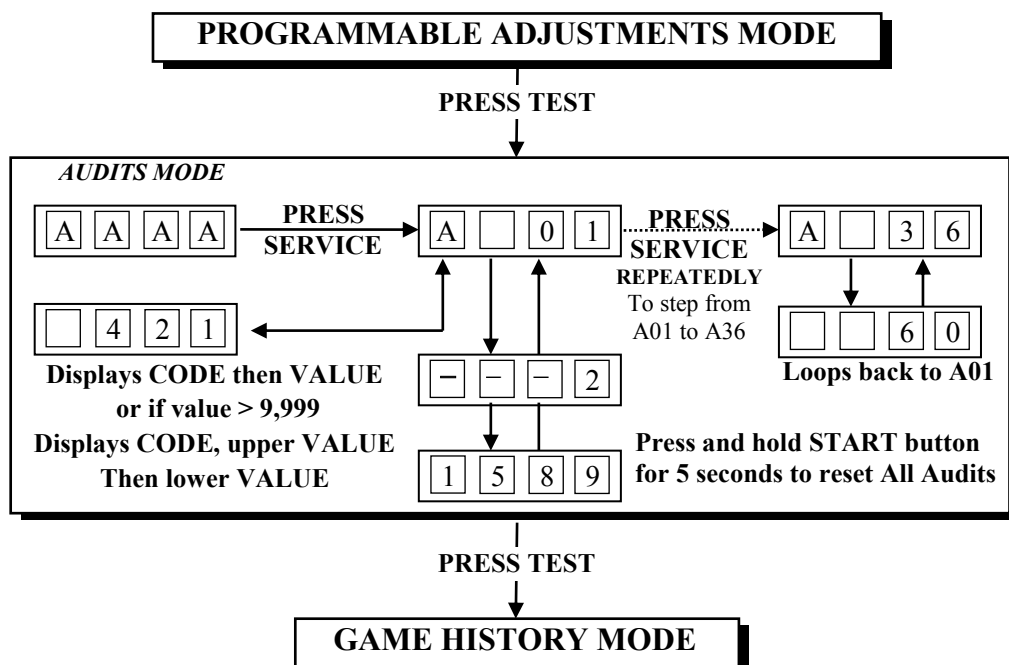 PROGRAMMABLE ADJUSTMENTS MODE
PRESS TEST
AUDITS MODE
A A A A
PRESS
SERVICE
A 0 1
PRESS
SERVICE
REPEATEDLY
To step from
A01 to A36
A 3 6
4 2 1
6 0
Displays CODE then VALUE
or if value > 9,999
Displays CODE, upper VALUE
Then lower VALUE
– – – 2
1 5 8 9
Loops back to A01
Press and hold START button
for 5 seconds to reset All Audits
PRESS TEST
GAME HISTORY MODE